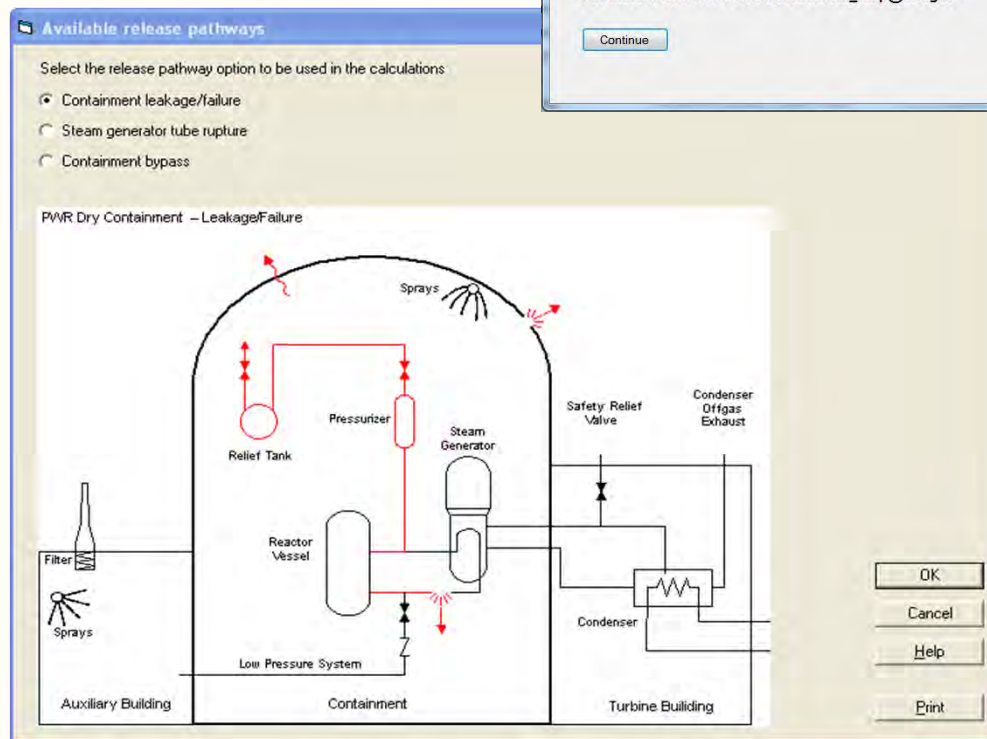 Continue
Available release pathways
Select the release pathway option to be used in the calculations
Containment leakage/failure
Steam generator tube rupture
Containment bypass
PWR Dry Containment – Leakage/Failure
Sprays
Pressurizer
Relief Tank
Steam
Generator
Safety Relief
Valve
Condenser
Offgas
Exhaust
Reactor
Vessel
Filter
Sprays
Condenser
Low Pressure System
Auxiliary Building
Containment
Turbine Builiding
OK
Cancel
Help
Print